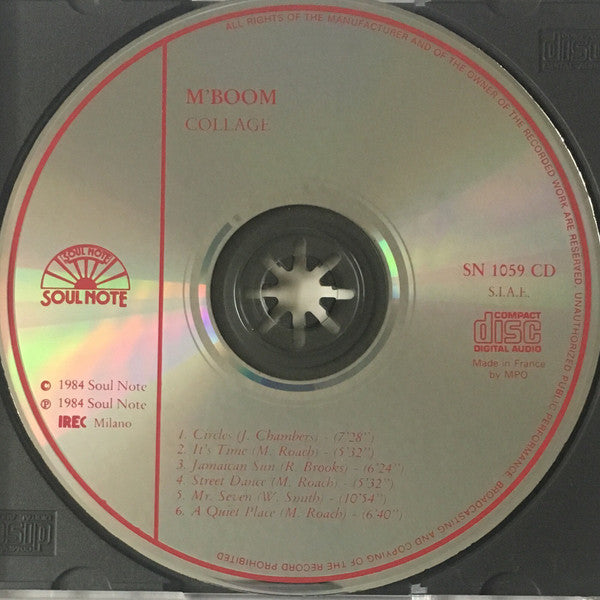 ALL RIGHTS OF THE MANUFACTURER AND OF THE OWNER OF THE RECORDED WORK ARE RESERVED. UNAUTHORIZED PUBLIC PERFORMANCE, BROADCASTING AND COPYING OF THE RECORD PROHIBITED
M'BOOM
COLLAGE
SOUL NOTE
SOUL NOTE
SN 1059 CD
S.I.A.E.
COMPACT
disc
DIGITAL AUDIO
Made in France
by MPO
© 1984 Soul Note
℗ 1984 Soul Note
IREC Milano
1. Circles (J. Chambers) - (7'28")
2. It's Time (M. Roach) - (5'32")
3. Jamaican Sun (R. Brooks) - (6'24")
4. Street Dance (M. Roach) - (5'32")
5. Mr. Seven (W. Smith) - (10'54")
6. A Quiet Place (M. Roach) - (6'40")
disc
disc